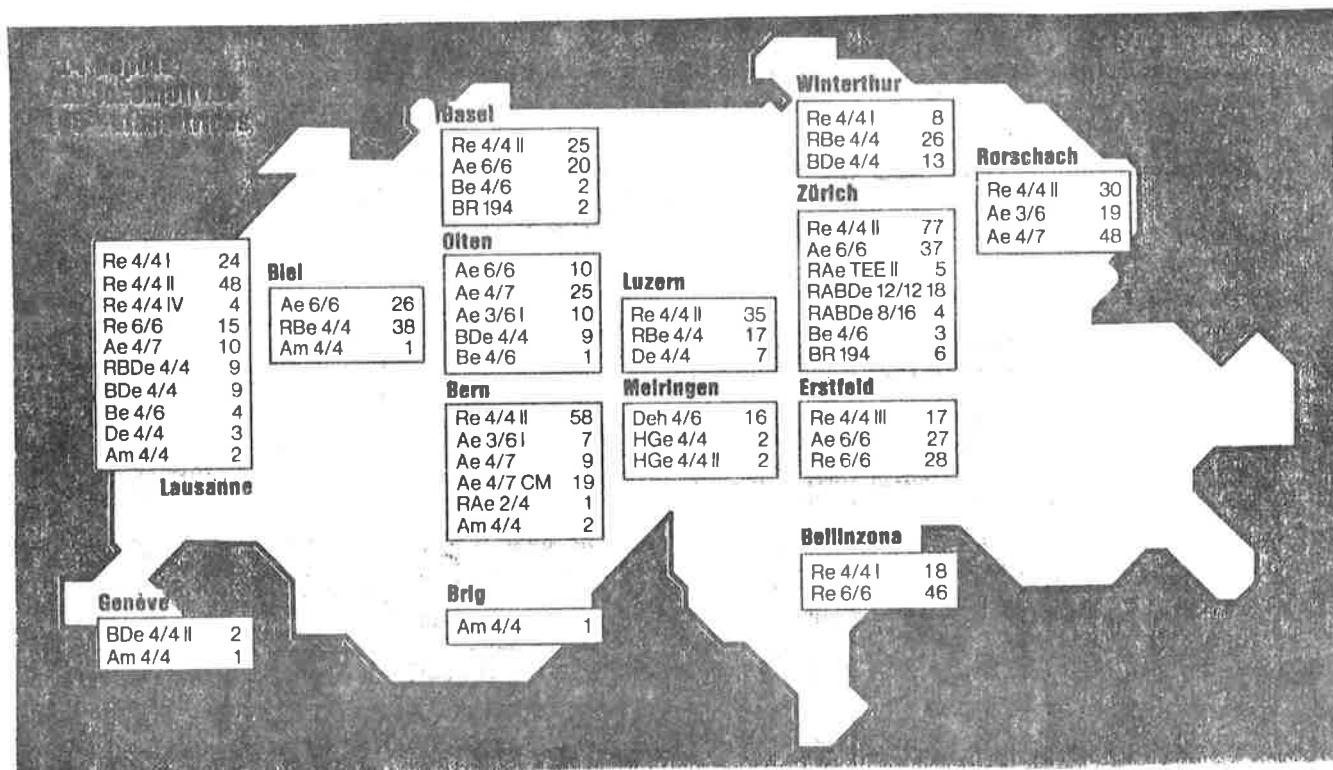 Basel
Re 4/4 II 25
Ae 6/6 20
Be 4/6 2
BR 194 2
Winterthur
Re 4/4 I 8
RBe 4/4 26
BDe 4/4 13
Rorschach
Re 4/4 II 30
Ae 3/6 19
Ae 4/7 48
Re 4/4 I 24
Re 4/4 II 48
Re 4/4 IV 4
Re 6/6 15
Ae 4/7 10
RBDe 4/4 9
BDe 4/4 9
Be 4/6 4
De 4/4 3
Am 4/4 2
Lausanne
Biel
Ae 6/6 26
RBe 4/4 38
Am 4/4 1
Olten
Ae 6/6 10
Ae 4/7 25
Ae 3/6 I 10
BDe 4/4 9
Be 4/6 1
Luzern
Re 4/4 II 35
RBe 4/4 17
De 4/4 7
Zürich
Re 4/4 II 77
Ae 6/6 37
RAe TEE II 5
RABDe 12/12 18
RABDe 8/16 4
Be 4/6 3
BR 194 6
Bern
Re 4/4 II 58
Ae 3/6 I 7
Ae 4/7 9
Ae 4/7 CM 19
RAe 2/4 1
Am 4/4 2
Meiringen
Deh 4/6 16
HGe 4/4 2
HGe 4/4 II 2
Erstfeld
Re 4/4 III 17
Ae 6/6 27
Re 6/6 28
Genève
BDe 4/4 II 2
Am 4/4 1
Brig
Am 4/4 1
Bellinzona
Re 4/4 I 18
Re 6/6 46